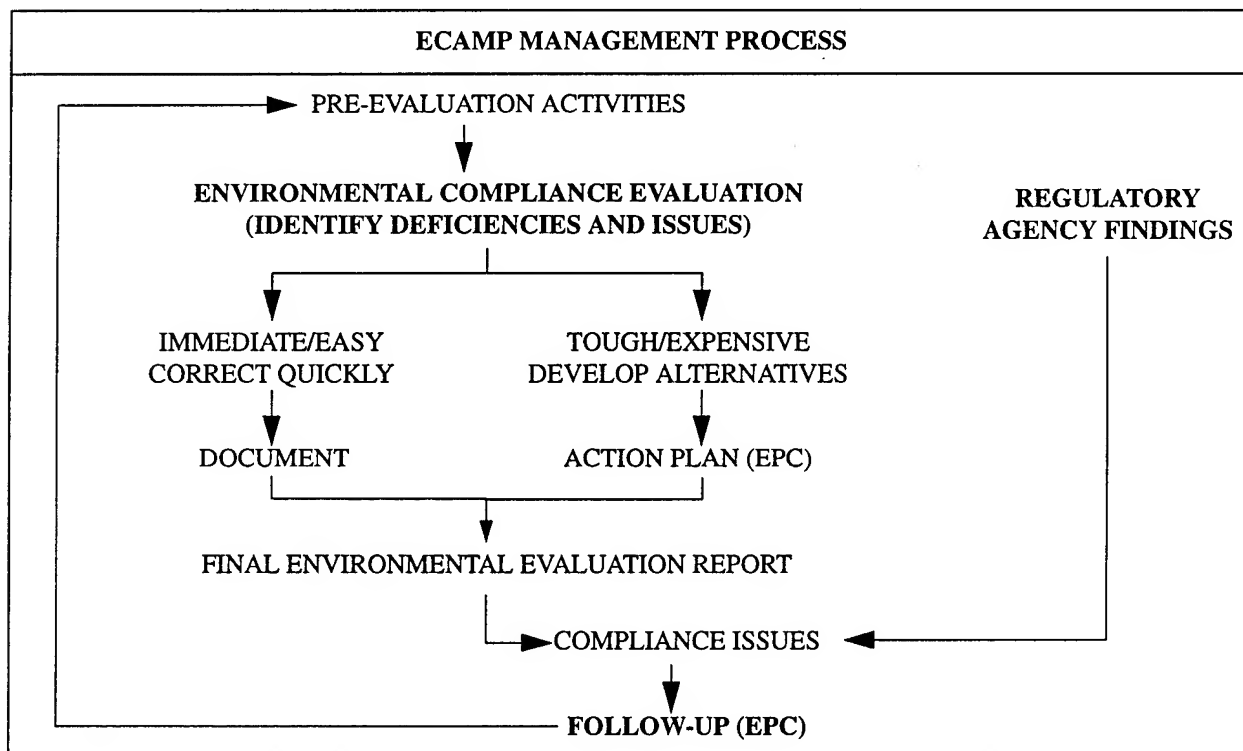 ECAMP MANAGEMENT PROCESS
PRE-EVALUATION ACTIVITIES
ENVIRONMENTAL COMPLIANCE EVALUATION
(IDENTIFY DEFICIENCIES AND ISSUES)
REGULATORY
AGENCY FINDINGS
IMMEDIATE/EASY
CORRECT QUICKLY
TOUGH/EXPENSIVE
DEVELOP ALTERNATIVES
DOCUMENT
ACTION PLAN (EPC)
FINAL ENVIRONMENTAL EVALUATION REPORT
COMPLIANCE ISSUES
FOLLOW-UP (EPC)